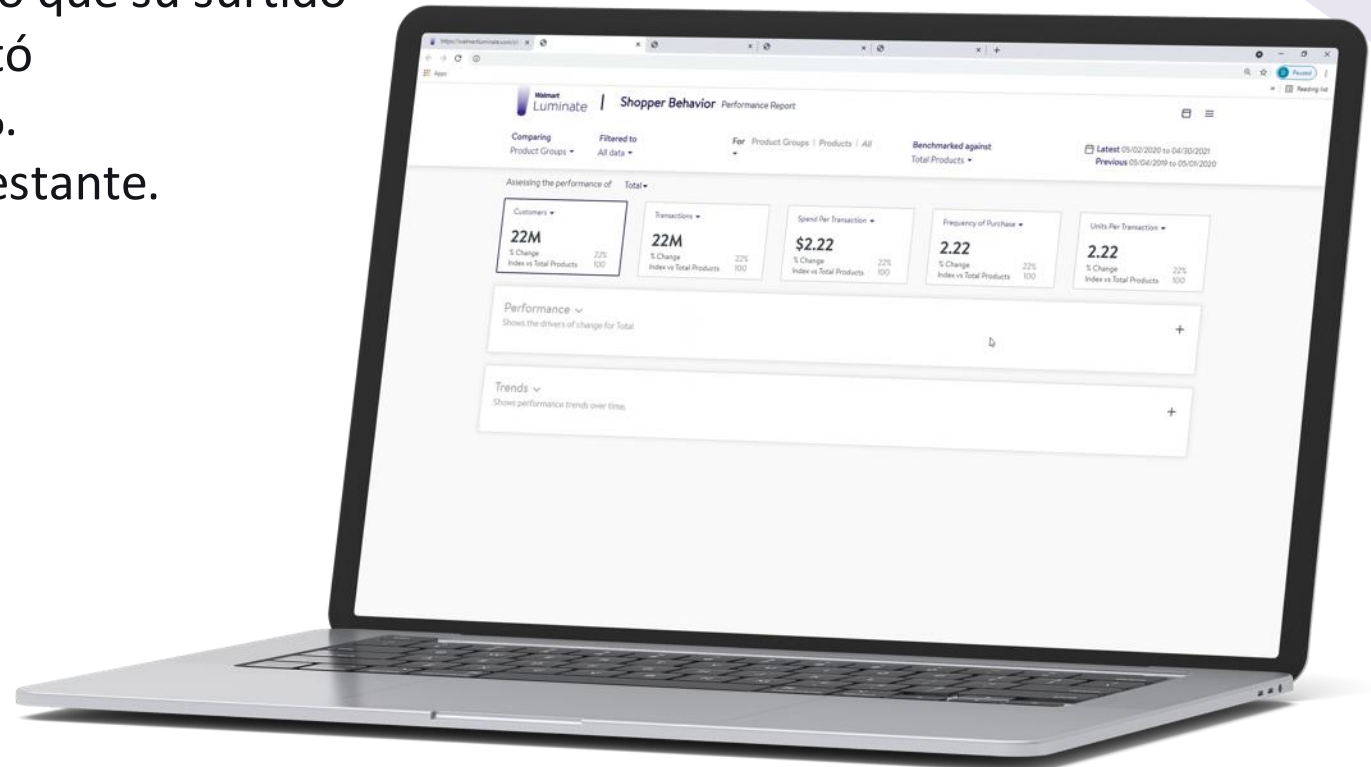 o que su surtido
tó
estante.
Apps
Paused
Reading list
Walmart
Luminate | Shopper Behavior Performance Report
Comparing
Product Groups
Filtered to
All data
For Product Groups | Products | All
Benchmarked against
Total Products
Latest 05/02/2020 to 04/30/2021
Previous 05/04/2019 to 05/01/2020
Assessing the performance of Total
Customers
22M
% Change 22%
Index vs Total Products 100
Transactions
22M
% Change 22%
Index vs Total Products 100
Spend Per Transaction
$2.22
% Change 22%
Index vs Total Products 100
Frequency of Purchase
2.22
% Change 22%
Index vs Total Products 100
Units Per Transaction
2.22
% Change 22%
Index vs Total Products 100
Performance
Shows the drivers of change for Total
Trends
Shows performance trends over time.